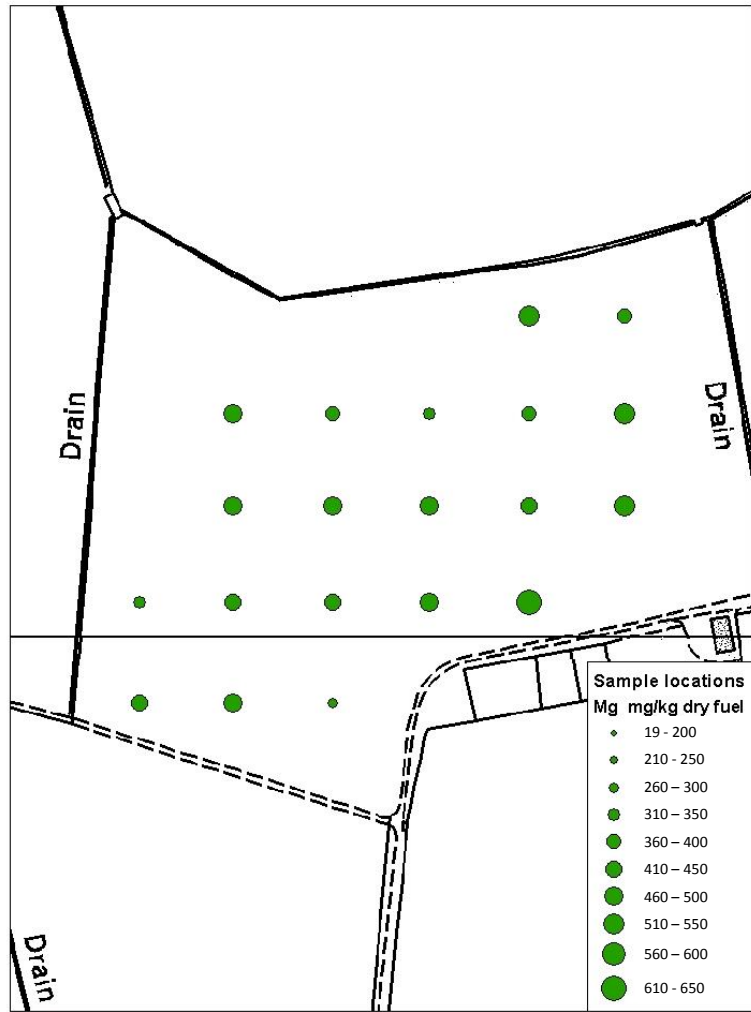 Drain
Drain
Sample locations
Mg mg/kg dry fuel
19 - 200
210 - 250
260 – 300
310 – 350
360 – 400
410 – 450
460 – 500
510 – 550
560 – 600
610 - 650
Drain